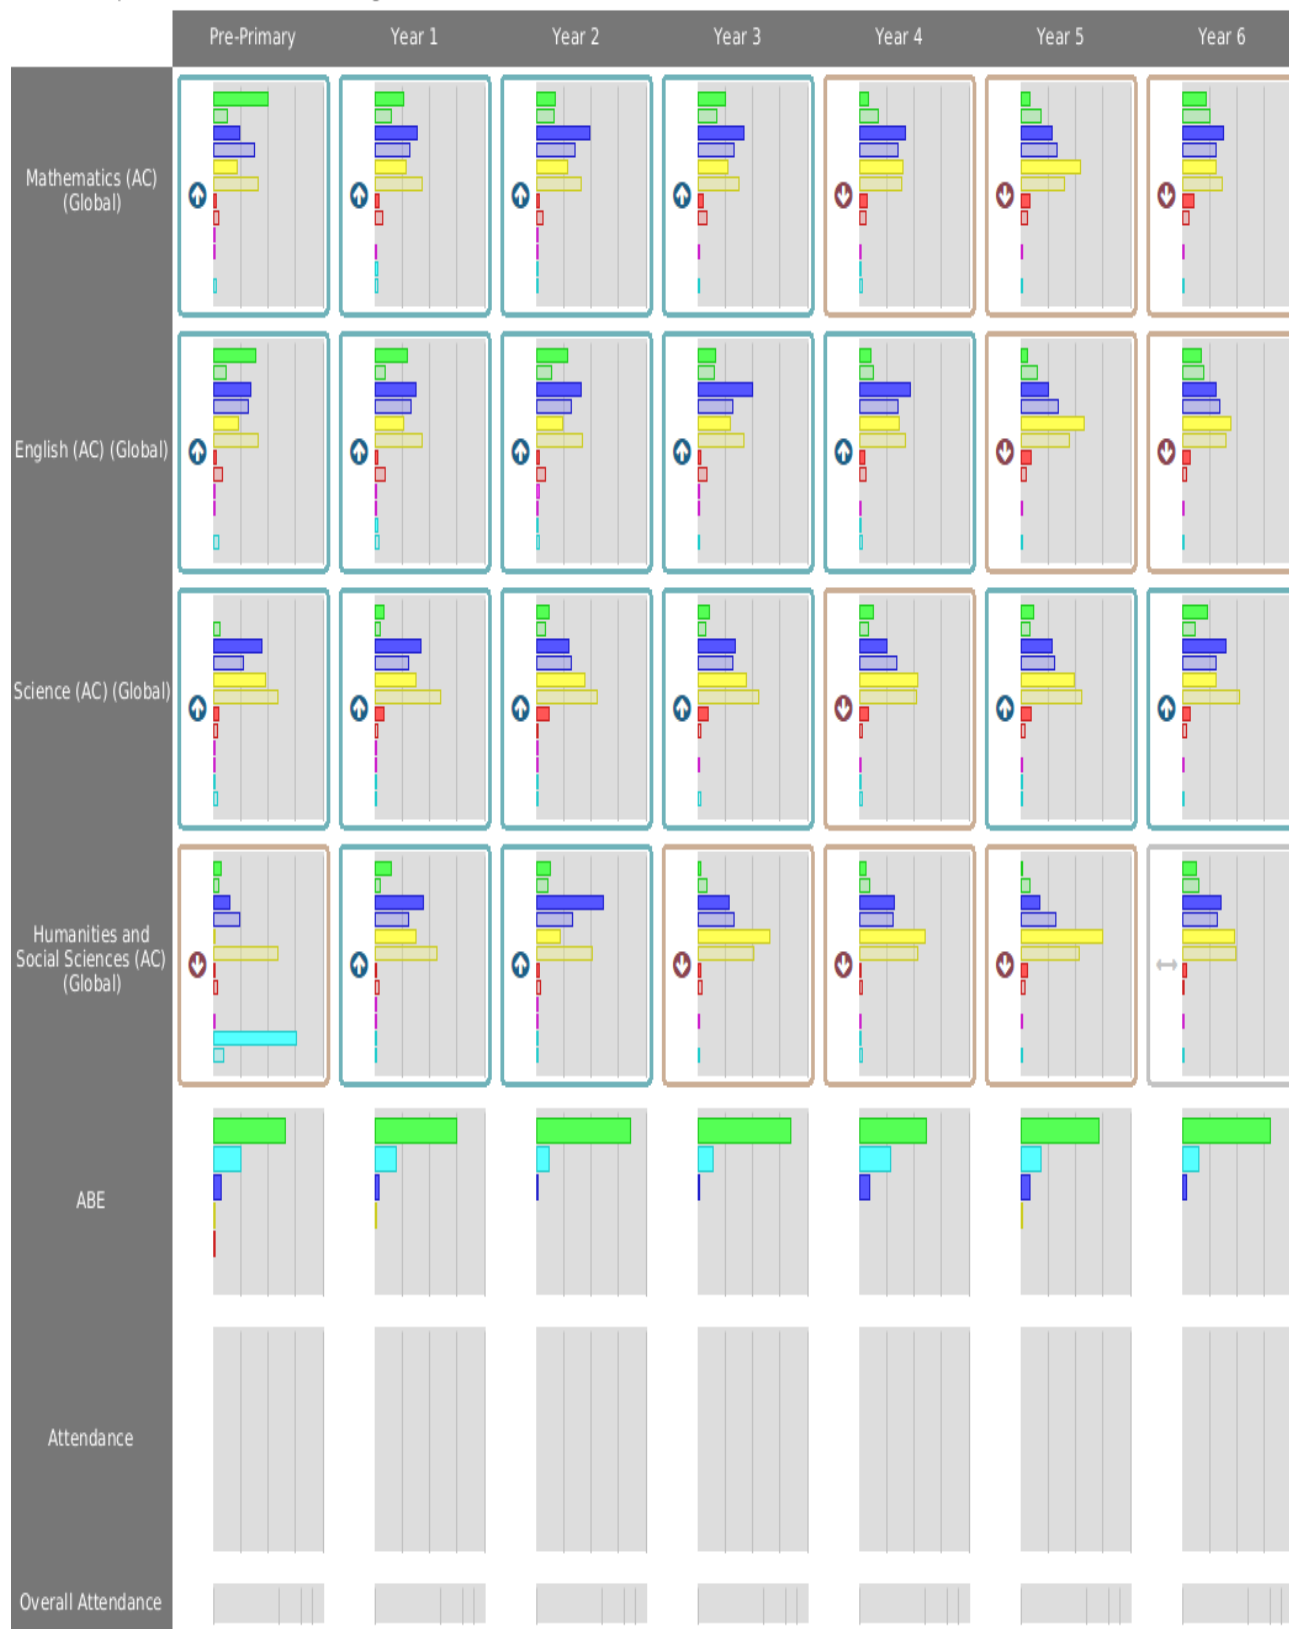 Pre-Primary
Year 1
Year 2
Year 3
Year 4
Year 5
Year 6
Mathematics (AC)
(Global)
English (AC) (Global)
Science (AC) (Global)
Humanities and
Social Sciences (AC)
(Global)
ABE
Attendance
Overall Attendance